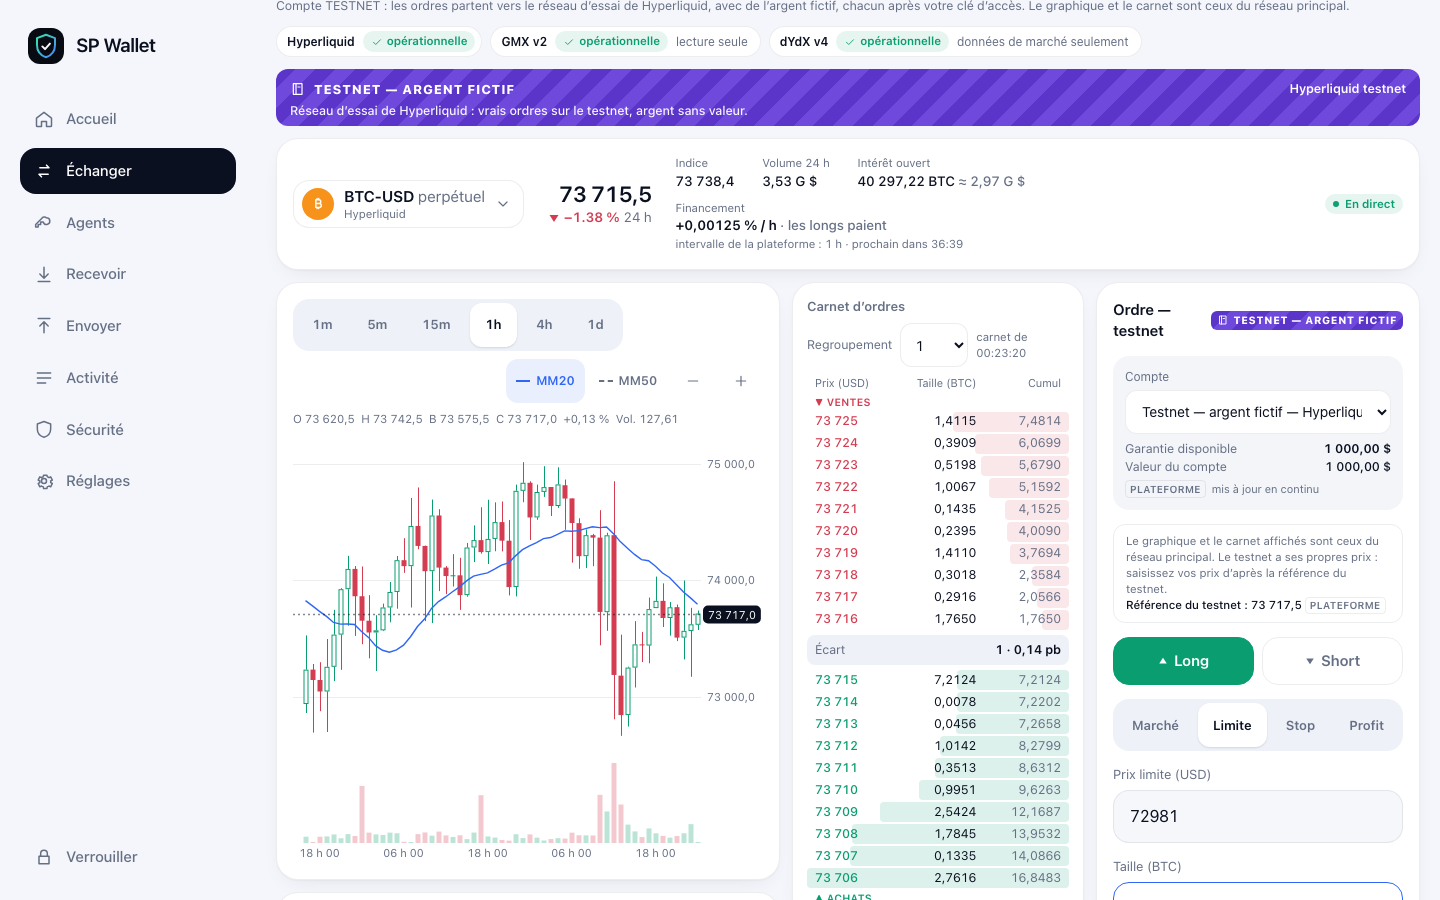 Compte TESTNET : les ordres partent vers le réseau d'essai de Hyperliquid, avec de l'argent fictif, chacun après votre clé d'accès. Le graphique et le carnet sont ceux du réseau principal.
SP Wallet
Hyperliquid opérationnelle GMX v2 opérationnelle lecture seule dYdX v4 opérationnelle données de marché seulement
TESTNET — ARGENT FICTIF
Hyperliquid testnet
Réseau d'essai de Hyperliquid : vrais ordres sur le testnet, argent sans valeur.
Accueil
Échanger
Agents
Recevoir
Envoyer
Activité
Sécurité
Réglages
Verrouiller
BTC-USD perpétuel
Hyperliquid
73 715,5
▼ −1.38 % 24 h
Indice
73 738,4
Volume 24 h
3,53 G $
Intérêt ouvert
40 297,22 BTC ≈ 2,97 G $
Financement
+0,00125 % / h · les longs paient
intervalle de la plateforme : 1 h · prochain dans 36:39
En direct
1m 5m 15m 1h 4h 1d
MM20 MM50 − +
O 73 620,5 H 73 742,5 B 73 575,5 C 73 717,0 +0,13 % Vol. 127,61
75 000,0
74 000,0
73 717,0
73 000,0
18 h 00 06 h 00 18 h 00 06 h 00 18 h 00
Carnet d'ordres
Regroupement 1 carnet de
00:23:20
Prix (USD) Taille (BTC) Cumul
▼ VENTES
73 725 1,4115 7,4814
73 724 0,3909 6,0699
73 723 0,5198 5,6790
73 722 1,0067 5,1592
73 721 0,1435 4,1525
73 720 0,2395 4,0090
73 719 1,4110 3,7694
73 718 0,3018 2,3584
73 717 0,2916 2,0566
73 716 1,7650 1,7650
Écart 1 · 0,14 pb
73 715 7,2124 7,2124
73 714 0,0078 7,2202
73 713 0,0456 7,2658
73 712 1,0142 8,2799
73 711 0,3513 8,6312
73 710 0,9951 9,6263
73 709 2,5424 12,1687
73 708 1,7845 13,9532
73 707 0,1335 14,0866
73 706 2,7616 16,8483
▲ ACHATS
Ordre —
testnet
TESTNET — ARGENT FICTIF
Compte
Testnet — argent fictif — Hyperliq
Garantie disponible 1 000,00 $
Valeur du compte 1 000,00 $
PLATEFORME mis à jour en continu
Le graphique et le carnet affichés sont ceux du
réseau principal. Le testnet a ses propres prix :
saisissez vos prix d'après la référence du
testnet.
Référence du testnet : 73 717,5 PLATEFORME
▲ Long ▼ Short
Marché Limite Stop Profit
Prix limite (USD)
72981
Taille (BTC)